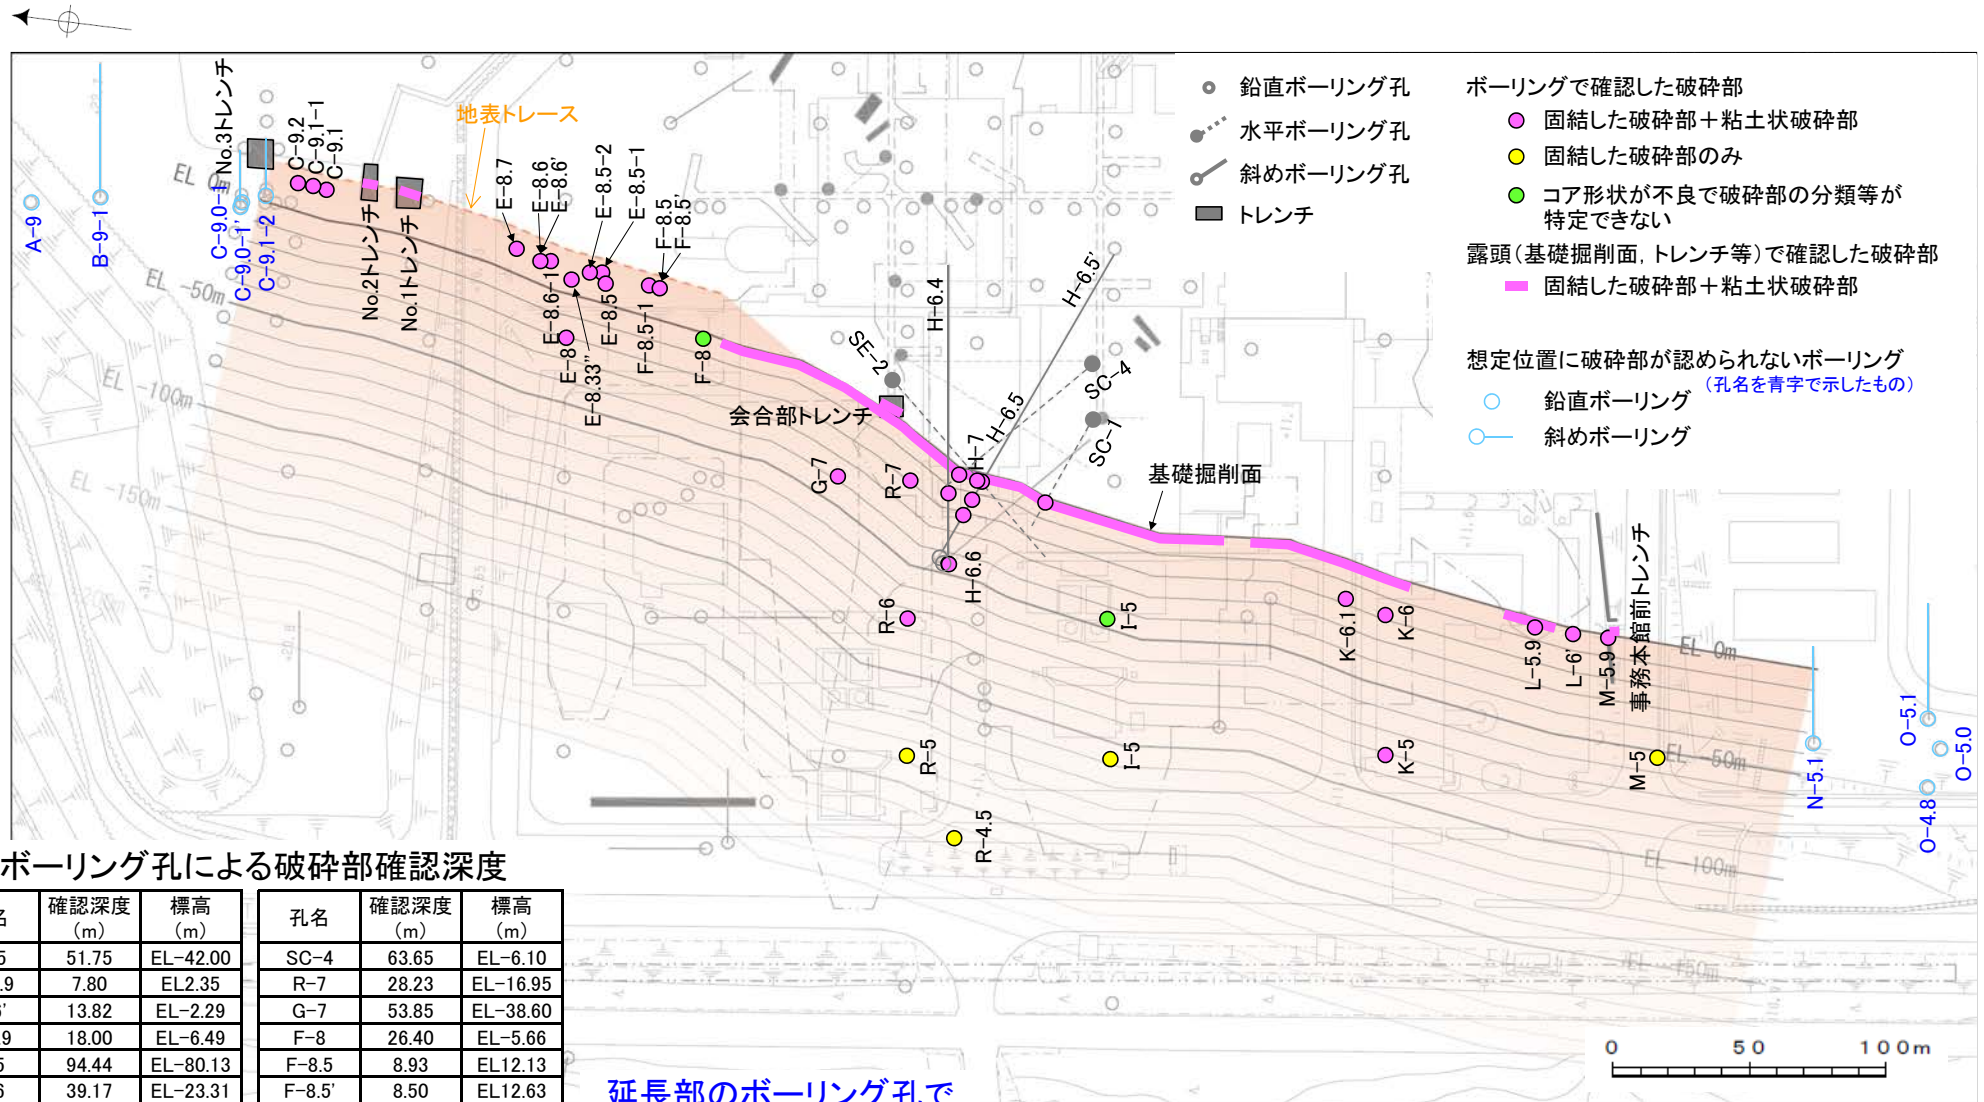 鉛直ボーリング孔
水平ボーリング孔
斜めボーリング孔
トレンチ
ボーリングで確認した破砕部
固結した破砕部＋粘土状破砕部
固結した破砕部のみ
コア形状が不良で破砕部の分類等が
特定できない
露頭(基礎掘削面, トレンチ等)で確認した破砕部
固結した破砕部＋粘土状破砕部
想定位置に破砕部が認められないボーリング
(孔名を青字で示したもの)
鉛直ボーリング
斜めボーリング
地表トレース
No.3トレンチ
No.2トレンチ
No.1トレンチ
A-9
B-9-1
C-9.0-1
C-9.0-1'
C-9.1-2
C-9.2
C-9.1-1
C-9.1
EL 0m
EL -50m
EL -100m
EL -150m
E-8.7
E-8.6
E-8.6'
E-8.5-2
E-8.5-1
F-8.5
F-8.5'
E-8.6-1
E-8
E-8.33''
E-8.5
F-8.5-1
F-8
SE-2
会合部トレンチ
H-6.4
H-6.5'
H-6.5
H-7
SC-4
SC-1
G-7
R-7
基礎掘削面
H-6.6
R-6
I-5
R-5
I-5
R-4.5
K-6.1
K-6
K-5
L-5.9
L-6'
M-5.9
事務本館前トレンチ
M-5
EL 0m
EL -50m
EL -100m
EL -150m
N-5.1
O-5.1
O-5.0
O-4.8
0 50 100m
ボーリング孔による破砕部確認深度
名 確認深度(m) 標高(m)
5 51.75 EL-42.00
.9 7.80 EL2.35
' 13.82 EL-2.29
.9 18.00 EL-6.49
5 94.44 EL-80.13
6 39.17 EL-23.31
孔名 確認深度(m) 標高(m)
SC-4 63.65 EL-6.10
R-7 28.23 EL-16.95
G-7 53.85 EL-38.60
F-8 26.40 EL-5.66
F-8.5 8.93 EL12.13
F-8.5' 8.50 EL12.63
延長部のボーリング孔で